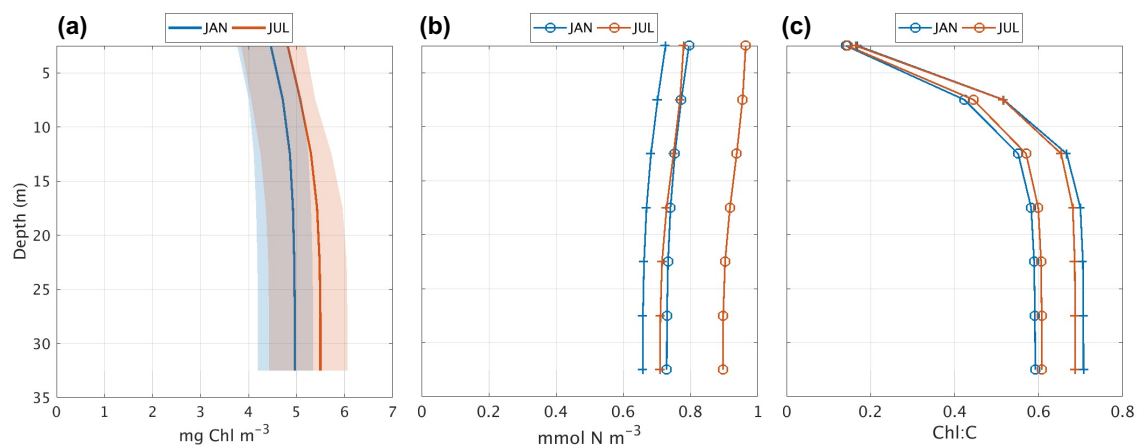 (a)
JAN JUL
Depth (m)
5
10
15
20
25
30
35
0 1 2 3 4 5 6 7
mg Chl m⁻³
(b)
JAN JUL
0 0.2 0.4 0.6 0.8 1
mmol N m⁻³
(c)
JAN JUL
0 0.2 0.4 0.6 0.8
Chl:C